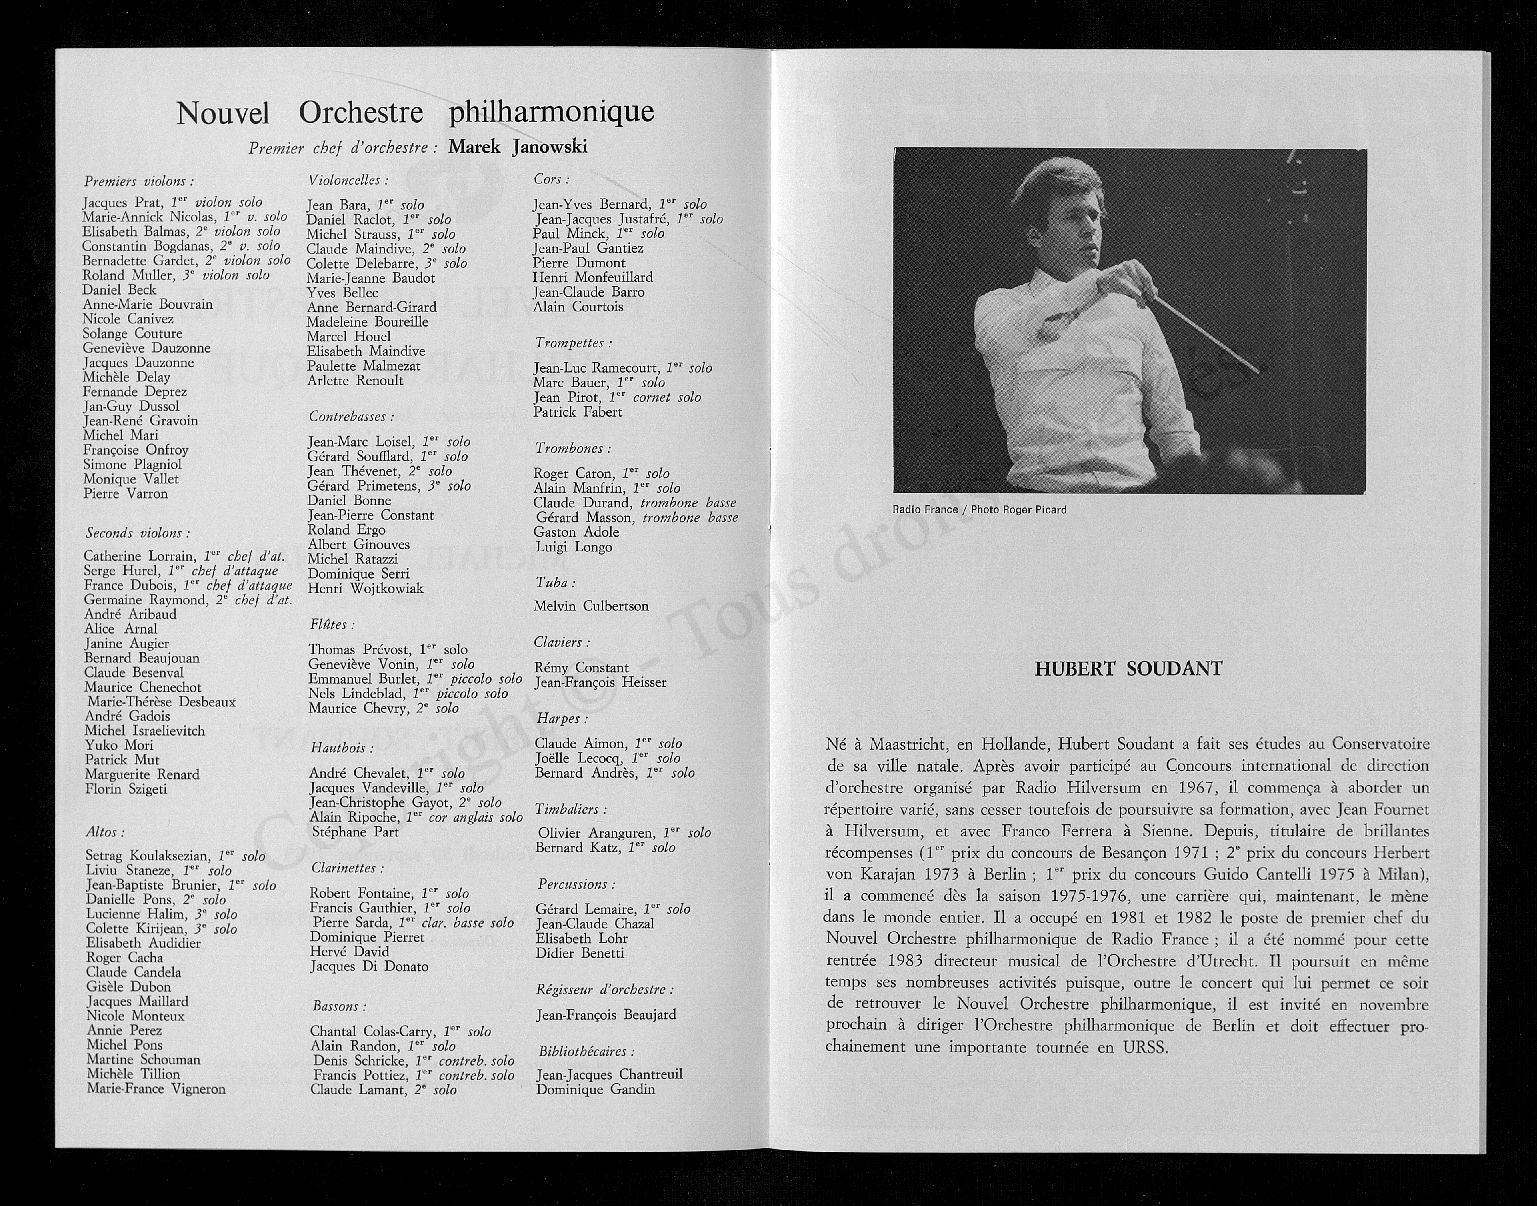 Nouvel Orchestre philharmonique
Premier chef d'orchestre : Marek Janowski
Premiers violons :
Jacques Prat, 1er violon solo
Marie-Annick Nicolas, 1er v. solo
Elisabeth Balmas, 2e violon solo
Constantin Bogdanas, 2e v. solo
Bernadette Gardet, 2e violon solo
Roland Muller, 3e violon solo
Daniel Beck
Anne-Marie Bouvrain
Nicole Canivez
Solange Couture
Geneviève Dauzonne
Jacques Dauzonne
Michèle Delay
Fernande Deprez
Jan-Guy Dussol
Jean-René Gravoin
Michel Mari
Françoise Onfroy
Simone Plagniol
Monique Vallet
Pierre Varron
Seconds violons :
Catherine Lorrain, 1er chef d'at.
Serge Hurel, 1er chef d'attaque
France Dubois, 1er chef d'attaque
Germaine Raymond, 2e chef d'at.
André Aribaud
Alice Arnal
Janine Augier
Bernard Beaujouan
Claude Besenval
Maurice Chenechot
Marie-Thérèse Desbeaux
André Gadois
Michel Israelievitch
Yuko Mori
Patrick Mut
Marguerite Renard
Florin Szigeti
Altos :
Setrag Koulaksezian, 1er solo
Liviu Staneze, 1er solo
Jean-Baptiste Brunier, 1er solo
Danielle Pons, 2e solo
Lucienne Halim, 3e solo
Colette Kirijean, 3e solo
Elisabeth Audidier
Roger Cacha
Claude Candela
Gisèle Dubon
Jacques Maillard
Nicole Monteux
Annie Perez
Michel Pons
Martine Schouman
Michèle Tillion
Marie-France Vigneron
Violoncelles :
Jean Bara, 1er solo
Daniel Raclot, 1er solo
Michel Strauss, 1er solo
Claude Maindive, 2e solo
Colette Delebarre, 3e solo
Marie-Jeanne Baudot
Yves Bellec
Anne Bernard-Girard
Madeleine Boureille
Marcel Houel
Elisabeth Maindive
Paulette Malmezat
Arlette Renoult
Contrebasses :
Jean-Marc Loisel, 1er solo
Gérard Soufflard, 1er solo
Jean Thévenet, 2e solo
Gérard Primetens, 3e solo
Daniel Bonne
Jean-Pierre Constant
Roland Ergo
Albert Ginouves
Michel Ratazzi
Dominique Serri
Henri Wojtkowiak
Flûtes :
Thomas Prévost, 1er solo
Geneviève Vonin, 1er solo
Emmanuel Burlet, 1er piccolo solo
Nels Lindeblad, 1er piccolo solo
Maurice Chevry, 2e solo
Hautbois :
André Chevalet, 1er solo
Jacques Vandeville, 1er solo
Jean-Christophe Gayot, 2e solo
Alain Ripoche, 1er cor anglais solo
Stéphane Part
Clarinettes :
Robert Fontaine, 1er solo
Francis Gauthier, 1er solo
Pierre Sarda, 1er clar. basse solo
Dominique Pierret
Hervé David
Jacques Di Donato
Bassons :
Chantal Colas-Carry, 1er solo
Alain Randon, 1er solo
Denis Schricke, 1er contreb. solo
Francis Pottiez, 1er contreb. solo
Claude Lamant, 2e solo
Cors :
Jean-Yves Bernard, 1er solo
Jean-Jacques Justafré, 1er solo
Paul Minck, 1er solo
Jean-Paul Gantiez
Pierre Dumont
Henri Monfeuillard
Jean-Claude Barro
Alain Courtois
Trompettes :
Jean-Luc Ramecourt, 1er solo
Marc Bauer, 1er solo
Jean Pirot, 1er cornet solo
Patrick Fabert
Trombones :
Roger Caron, 1er solo
Alain Manfrin, 1er solo
Claude Durand, trombone basse
Gérard Masson, trombone basse
Gaston Adole
Luigi Longo
Tuba :
Melvin Culbertson
Claviers :
Rémy Constant
Jean-François Heisser
Harpes :
Claude Aimon, 1er solo
Joëlle Lecocq, 1er solo
Bernard Andrès, 1er solo
Timbaliers :
Olivier Aranguren, 1er solo
Bernard Katz, 1er solo
Percussions :
Gérard Lemaire, 1er solo
Jean-Claude Chazal
Elisabeth Lohr
Didier Benetti
Régisseur d'orchestre :
Jean-François Beaujard
Bibliothécaires :
Jean-Jacques Chantreuil
Dominique Gandin
Copyright © - Tous droits
Radio France / Photo Roger Picard
HUBERT SOUDANT
Né à Maastricht, en Hollande, Hubert Soudant a fait ses études au Conservatoire
de sa ville natale. Après avoir participé au Concours international de direction
d'orchestre organisé par Radio Hilversum en 1967, il commença à aborder un
répertoire varié, sans cesser toutefois de poursuivre sa formation, avec Jean Fournet
à Hilversum, et avec Franco Ferrera à Sienne. Depuis, titulaire de brillantes
récompenses (1er prix du concours de Besançon 1971 ; 2e prix du concours Herbert
von Karajan 1973 à Berlin ; 1er prix du concours Guido Cantelli 1975 à Milan),
il a commencé dès la saison 1975-1976, une carrière qui, maintenant, le mène
dans le monde entier. Il a occupé en 1981 et 1982 le poste de premier chef du
Nouvel Orchestre philharmonique de Radio France ; il a été nommé pour cette
rentrée 1983 directeur musical de l'Orchestre d'Utrecht. Il poursuit en même
temps ses nombreuses activités puisque, outre le concert qui lui permet ce soir
de retrouver le Nouvel Orchestre philharmonique, il est invité en novembre
prochain à diriger l'Orchestre philharmonique de Berlin et doit effectuer pro-
chainement une importante tournée en URSS.